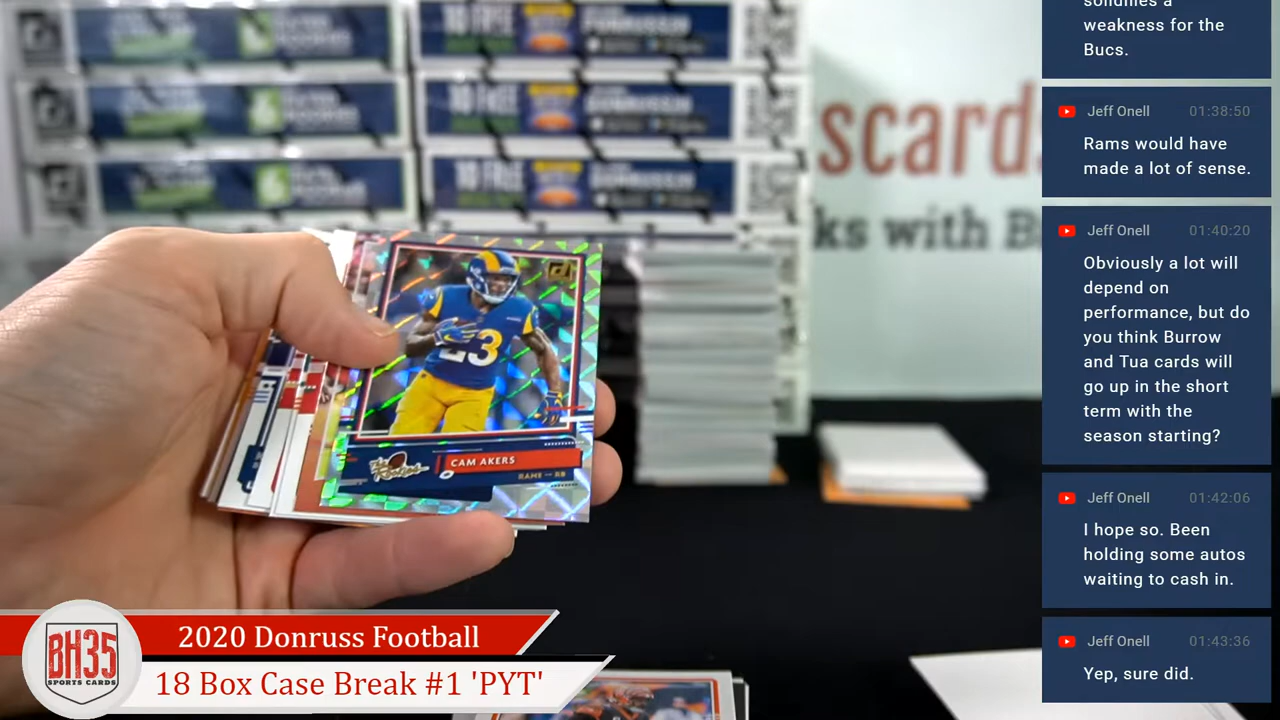 scards
ks with B
23
The Rookies
CAM AKERS
RAMS — RB
BH35
SPORTS CARDS
2020 Donruss Football
18 Box Case Break #1 'PYT'
solidifies a
weakness for the
Bucs.
Jeff Onell 01:38:50
Rams would have
made a lot of sense.
Jeff Onell 01:40:20
Obviously a lot will
depend on
performance, but do
you think Burrow
and Tua cards will
go up in the short
term with the
season starting?
Jeff Onell 01:42:06
I hope so. Been
holding some autos
waiting to cash in.
Jeff Onell 01:43:36
Yep, sure did.